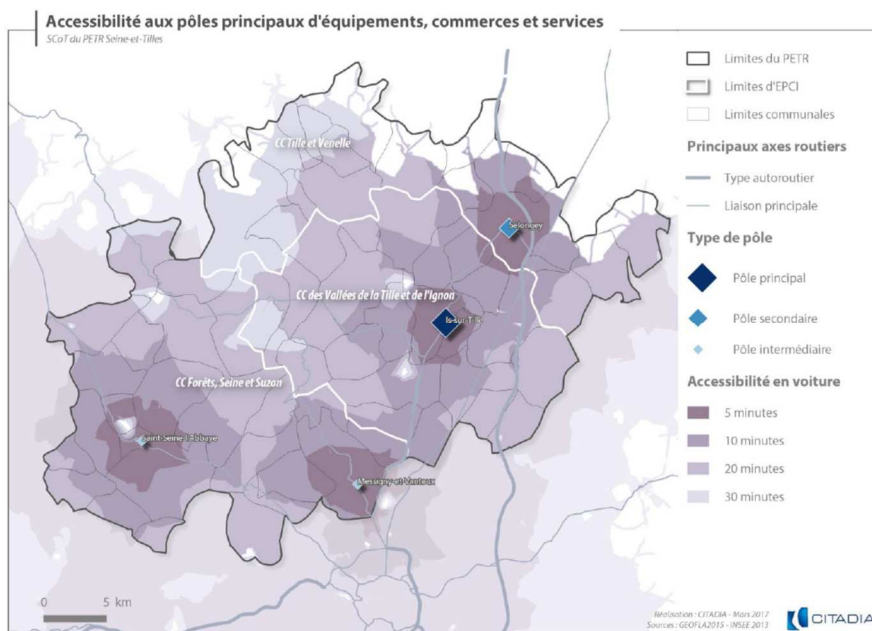 Accessibilité aux pôles principaux d'équipements, commerces et services
SCoT du PETR Seine-et-Tilles
Limites du PETR
Limites d'EPCI
Limites communales
Principaux axes routiers
Type autoroutier
Liaison principale
Type de pôle
Pôle principal
Pôle secondaire
Pôle intermédiaire
Accessibilité en voiture
5 minutes
10 minutes
20 minutes
30 minutes
CC Tille et Venelle
Selongey
CC des Vallées de la Tille et de l'Ignon
Is-sur-Tille
CC Forêts, Seine et Suzon
Saint-Seine-l'Abbaye
Messigny-et-Vantoux
0 5 km
Réalisation : CITADIA - Mars 2017
Sources : GEOFLA2015 - INSEE 2013
CITADIA